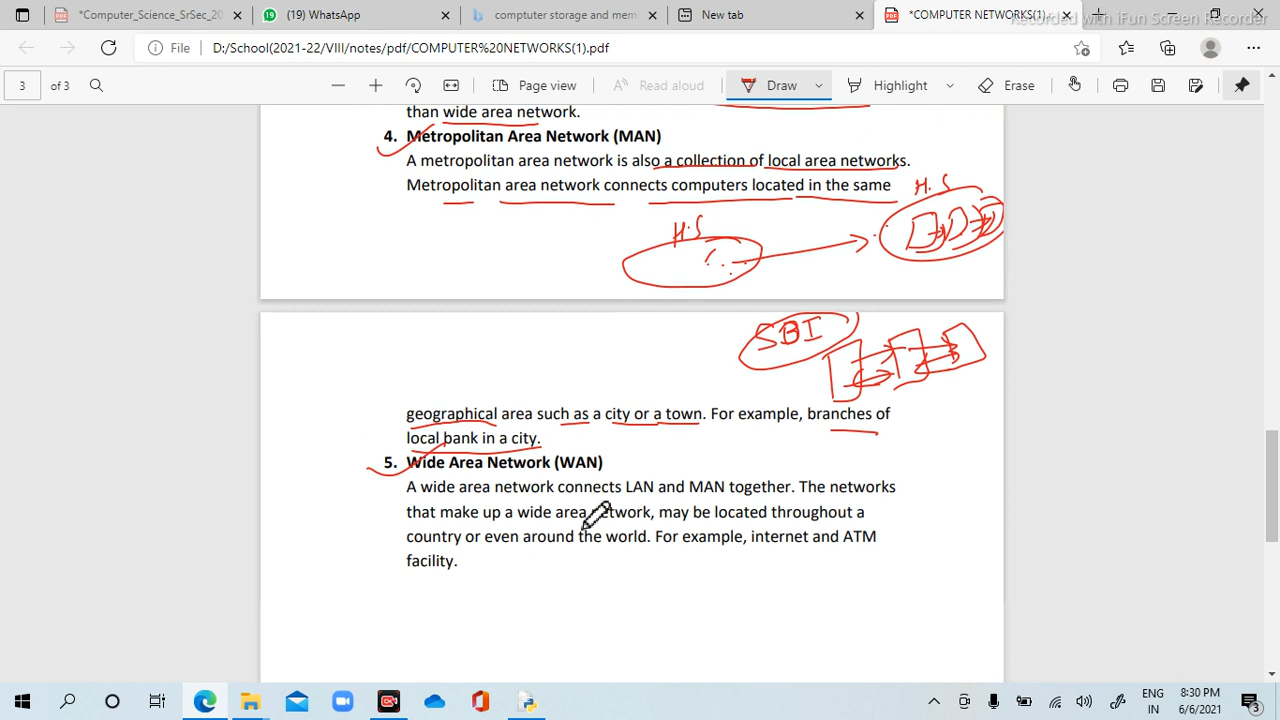 *Computer_Science_Spec_20
(19) WhatsApp
computer storage and mem
New tab
*COMPUTER NETWORKS(1).p
Recorded with iFun Screen Recorder
File
D:/School(2021-22/VIII/notes/pdf/COMPUTER%20NETWORKS(1).pdf
3 of 3
Page view
Read aloud
Draw
Highlight
Erase
than wide area network.
4. Metropolitan Area Network (MAN)
A metropolitan area network is also a collection of local area networks.
Metropolitan area network connects computers located in the same
H.S
H.S
SBI
geographical area such as a city or a town. For example, branches of
local bank in a city.
5. Wide Area Network (WAN)
A wide area network connects LAN and MAN together. The networks
that make up a wide area network, may be located throughout a
country or even around the world. For example, internet and ATM
facility.
ENG
IN
8:30 PM
6/6/2021
3